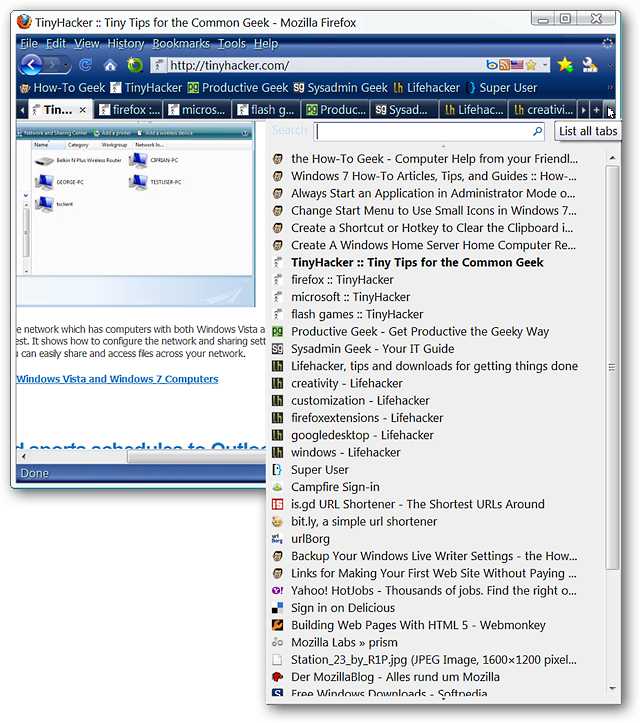 TinyHacker :: Tiny Tips for the Common Geek - Mozilla Firefox
File Edit View History Bookmarks Tools Help
http://tinyhacker.com/
How-To Geek TinyHacker Productive Geek Sysadmin Geek Lifehacker Super User
Tin... firefox :... micros... flash g... Produc... Sysad... Lifehac... creativi...
List all tabs
Search
Network and Sharing Center Add a printer Add a wireless device
Name Category Workgroup Network lo...
Belkin N Plus Wireless Router CIPRIAN-PC
GEORGE-PC TESTUSER-PC
tsclient
e network which has computers with both Windows Vista a
est. It shows how to configure the network and sharing sett
u can easily share and access files across your network.
Windows Vista and Windows 7 Computers
d sports schedules to Outloo
Done
the How-To Geek - Computer Help from your Friendl...
Windows 7 How-To Articles, Tips, and Guides :: How-...
Always Start an Application in Administrator Mode o...
Change Start Menu to Use Small Icons in Windows 7...
Create a Shortcut or Hotkey to Clear the Clipboard i...
Create A Windows Home Server Home Computer Re...
TinyHacker :: Tiny Tips for the Common Geek
firefox :: TinyHacker
microsoft :: TinyHacker
flash games :: TinyHacker
Productive Geek - Get Productive the Geeky Way
Sysadmin Geek - Your IT Guide
Lifehacker, tips and downloads for getting things done
creativity - Lifehacker
customization - Lifehacker
firefoxextensions - Lifehacker
googledesktop - Lifehacker
windows - Lifehacker
Super User
Campfire Sign-in
is.gd URL Shortener - The Shortest URLs Around
bit.ly, a simple url shortener
urlBorg
Backup Your Windows Live Writer Settings - the How...
Links for Making Your First Web Site Without Paying ...
Yahoo! HotJobs - Thousands of jobs. Find the right o...
Sign in on Delicious
Building Web Pages With HTML 5 - Webmonkey
Mozilla Labs » prism
Station_23_by_R1P.jpg (JPEG Image, 1600×1200 pixel...
Der MozillaBlog - Alles rund um Mozilla
Free Windows Downloads - Softpedia